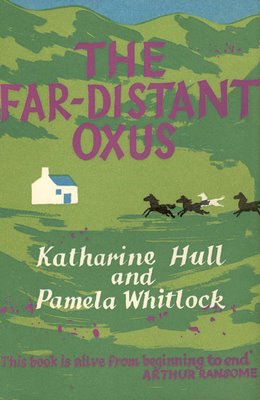 THE
FAR-DISTANT
OXUS
Katharine Hull
and
Pamela Whitlock
"This book is alive from beginning to end"
ARTHUR RANSOME